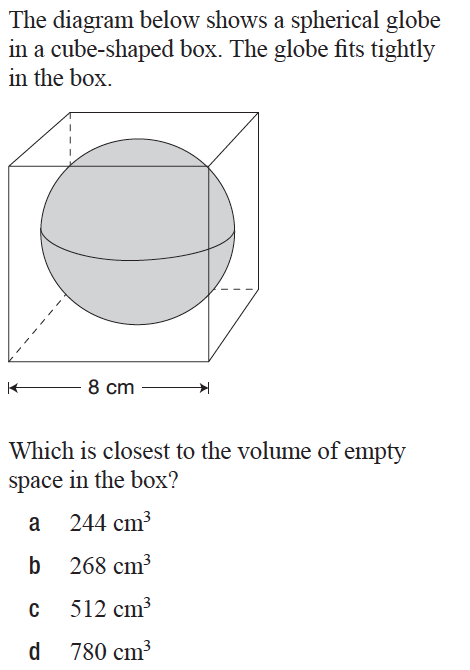 The diagram below shows a spherical globe
in a cube-shaped box. The globe fits tightly
in the box.
8 cm
Which is closest to the volume of empty
space in the box?
a 244 cm³
b 268 cm³
c 512 cm³
d 780 cm³